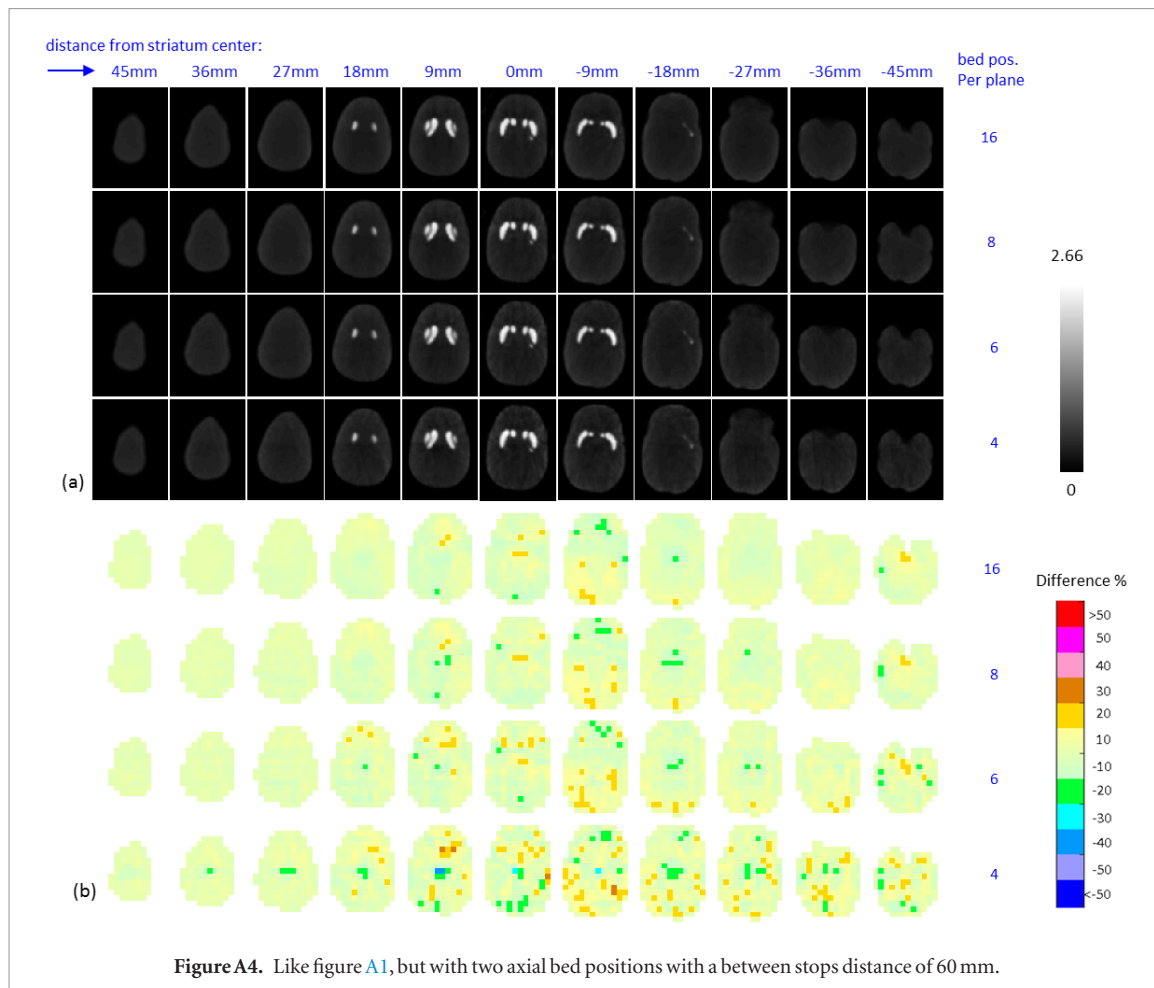 distance from striatum center:
45mm 36mm 27mm 18mm 9mm 0mm -9mm -18mm -27mm -36mm -45mm
bed pos.
Per plane
16
8
6
4
(a)
2.66
0
16
8
6
4
(b)
Difference %
>50
50
40
30
20
10
-10
-20
-30
-40
-50
<-50
Figure A4. Like figure A1, but with two axial bed positions with a between stops distance of 60 mm.